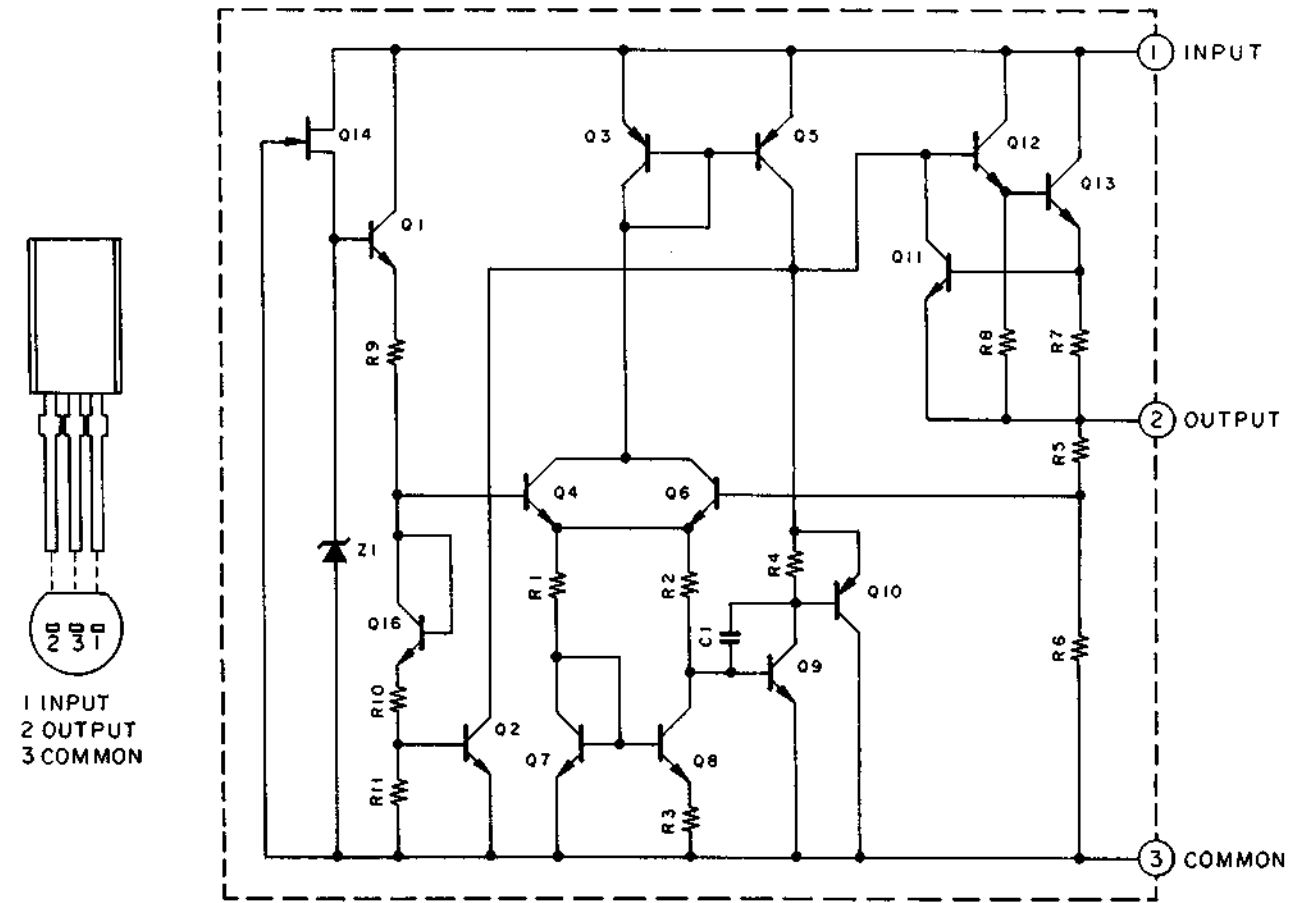 1 INPUT
Q14
Q3
Q5
Q12
Q13
Q1
Q11
R9
R8
R7
2 OUTPUT
R5
Q4
Q6
Z1
R1
R2
R4
Q10
Q16
C1
Q9
R6
R10
Q2
Q7
Q8
R11
R3
3 COMMON
2 3 1
1 INPUT
2 OUTPUT
3 COMMON